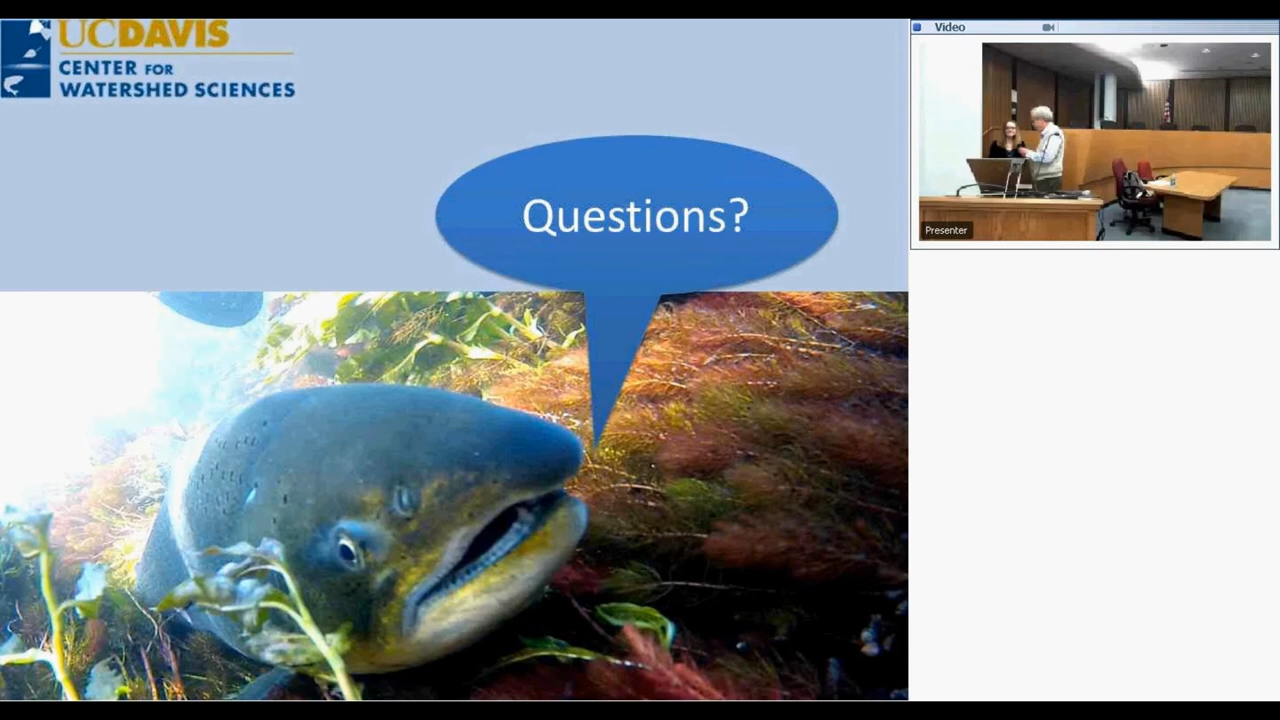 UCDAVIS
CENTER FOR
WATERSHED SCIENCES
Questions?
Video
Presenter